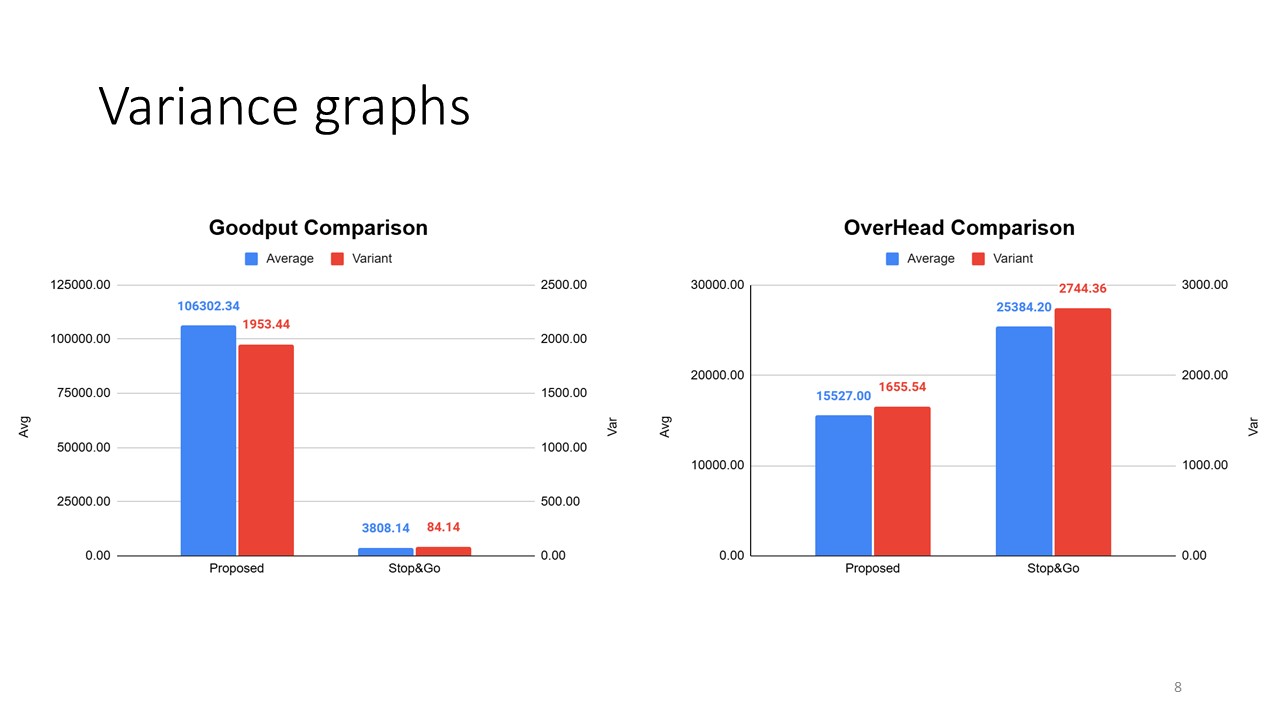 Variance graphs
Goodput Comparison
Average Variant
125000.00
100000.00
75000.00
50000.00
25000.00
0.00
Avg
106302.34
1953.44
3808.14
84.14
2500.00
2000.00
1500.00
1000.00
500.00
0.00
Var
Proposed Stop&Go
OverHead Comparison
Average Variant
30000.00
20000.00
10000.00
0.00
Avg
15527.00
1655.54
25384.20
2744.36
3000.00
2000.00
1000.00
0.00
Var
Proposed Stop&Go
8